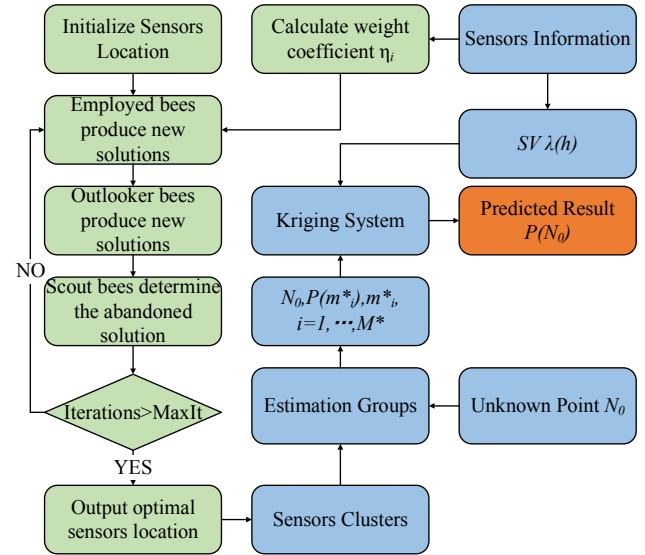 Initialize Sensors
Location
Calculate weight
coefficient ηi
Sensors Information
Employed bees
produce new
solutions
SV λ(h)
Outlooker bees
produce new
solutions
Kriging System
Predicted Result
P(N0)
NO
Scout bees determine
the abandoned
solution
N0,P(m*i),m*i,
i=1,⋯,M*
Iterations>MaxIt
Estimation Groups
Unknown Point N0
YES
Output optimal
sensors location
Sensors Clusters